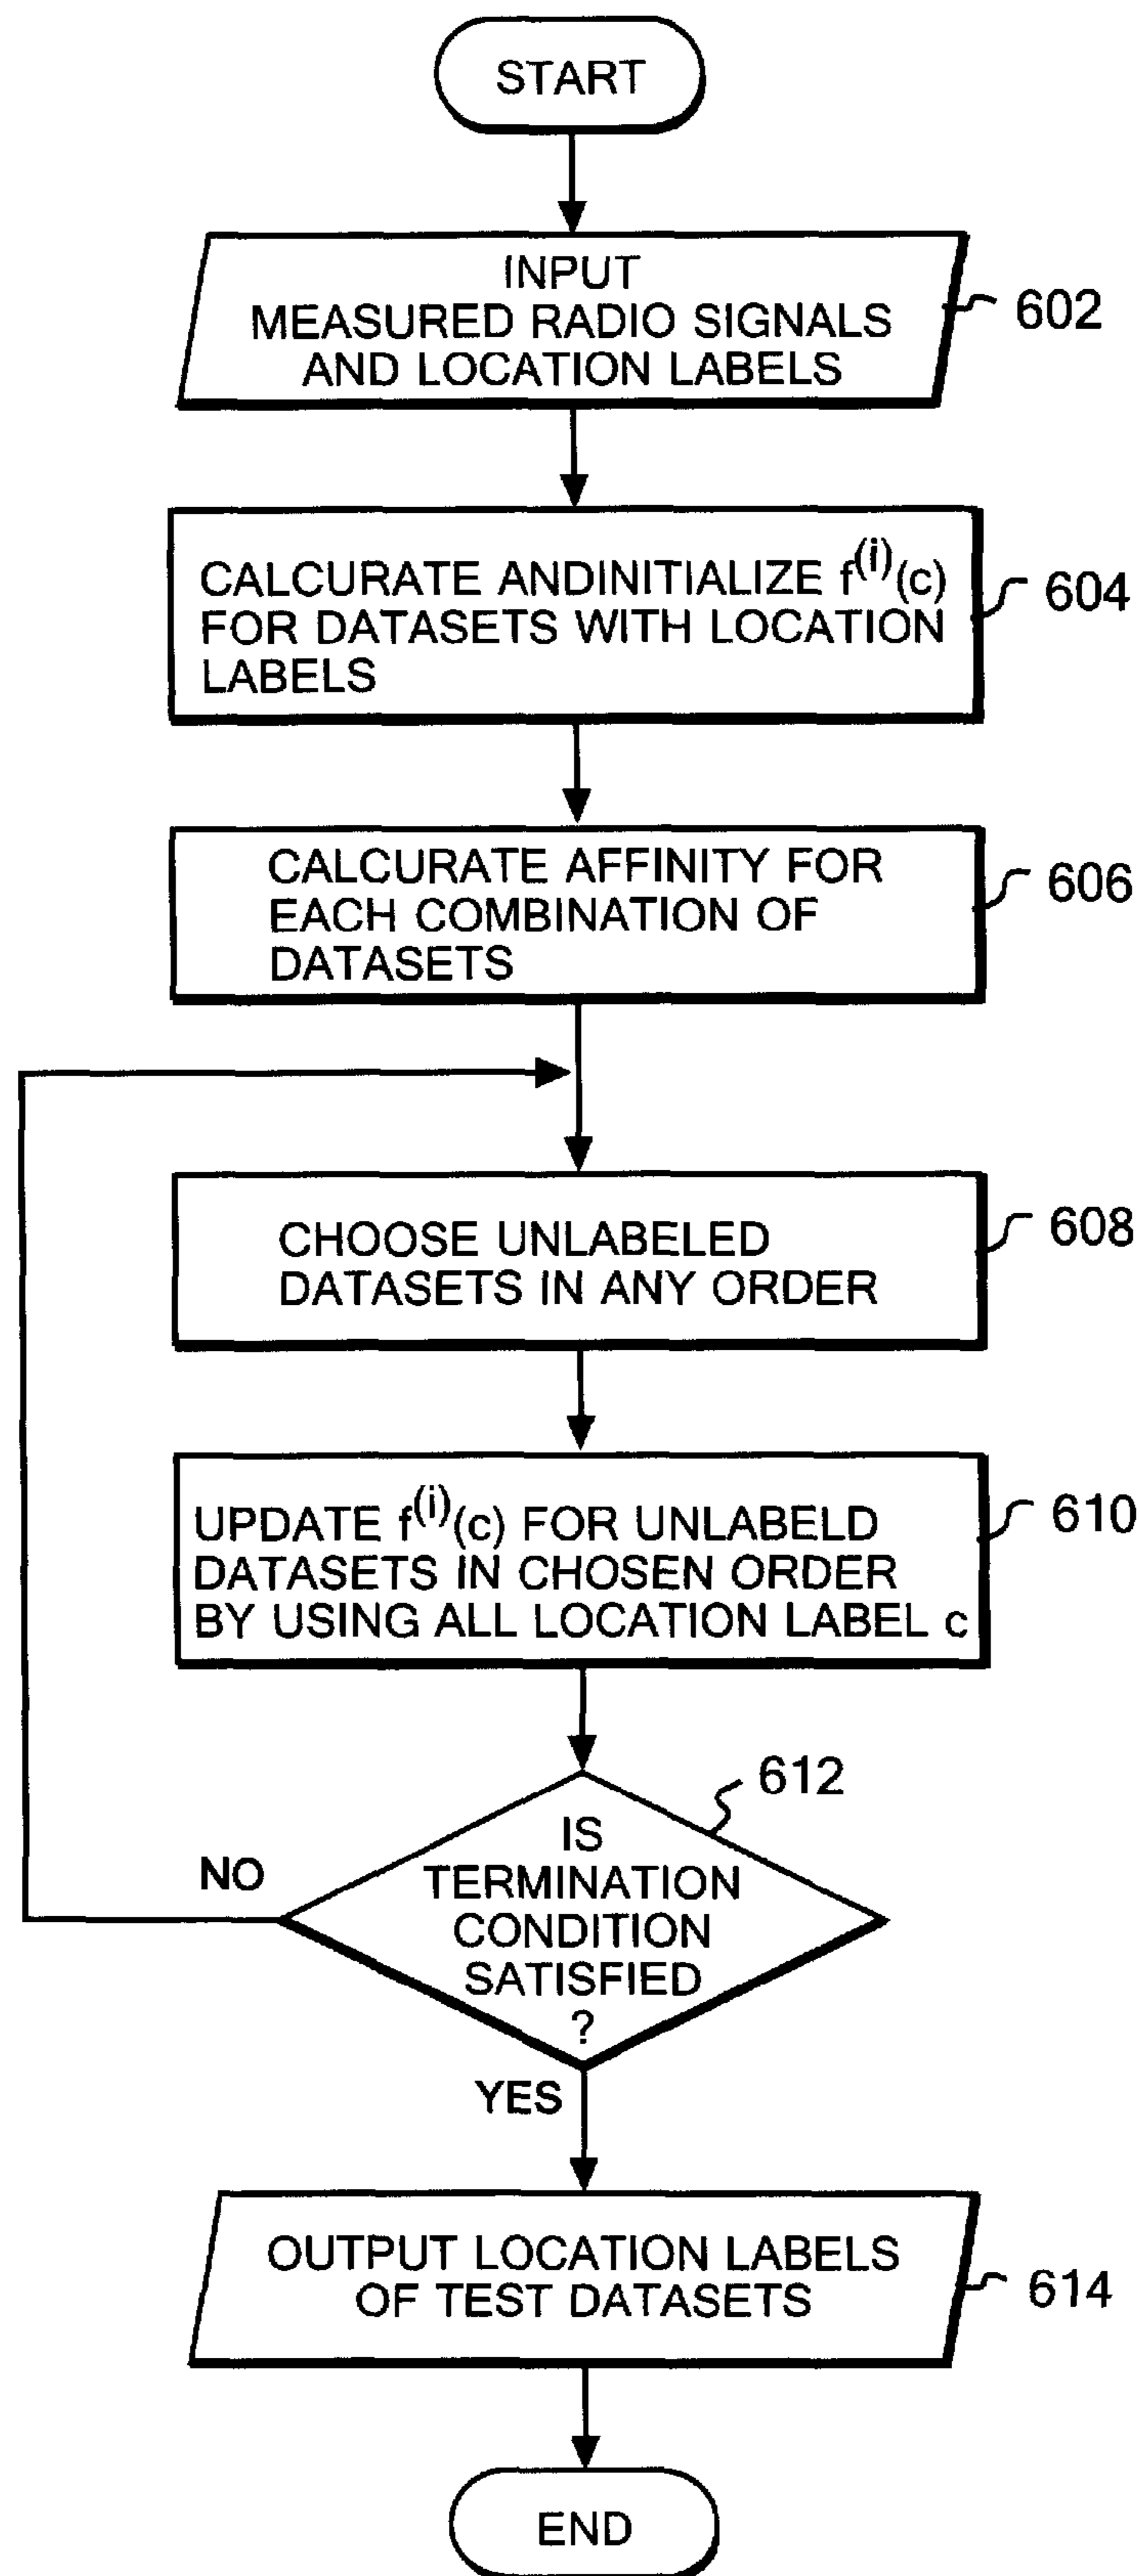 START
INPUT
MEASURED RADIO SIGNALS
AND LOCATION LABELS
602
CALCURATE ANDINITIALIZE f(i)(c)
FOR DATASETS WITH LOCATION
LABELS
604
CALCURATE AFFINITY FOR
EACH COMBINATION OF
DATASETS
606
CHOOSE UNLABELED
DATASETS IN ANY ORDER
608
UPDATE f(i)(c) FOR UNLABELD
DATASETS IN CHOSEN ORDER
BY USING ALL LOCATION LABEL c
610
612
IS
TERMINATION
CONDITION
SATISFIED
?
NO
YES
OUTPUT LOCATION LABELS
OF TEST DATASETS
614
END